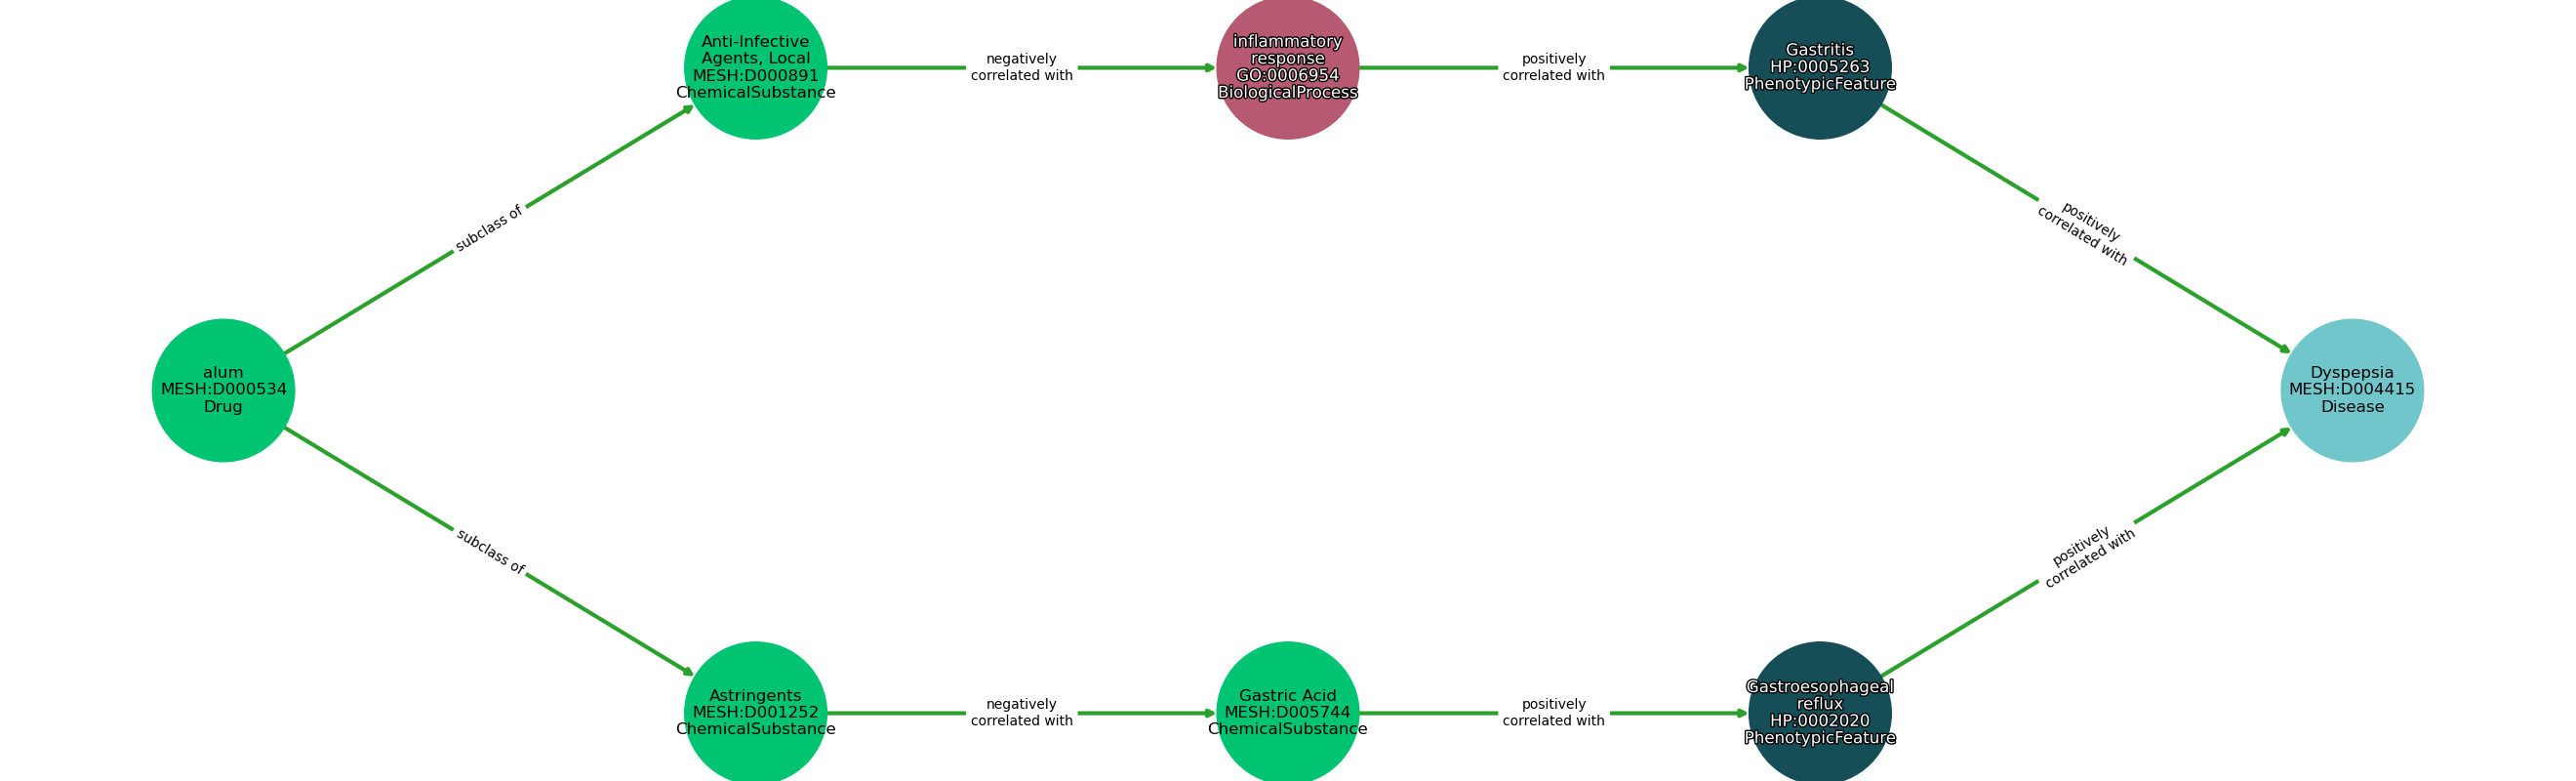 Anti-Infective
Agents, Local
MESH:D000891
ChemicalSubstance
negatively
correlated with
inflammatory
response
GO:0006954
BiologicalProcess
positively
correlated with
Gastritis
HP:0005263
PhenotypicFeature
subclass of
positively
correlated with
alum
MESH:D000534
Drug
Dyspepsia
MESH:D004415
Disease
subclass of
positively
correlated with
Astringents
MESH:D001252
ChemicalSubstance
negatively
correlated with
Gastric Acid
MESH:D005744
ChemicalSubstance
positively
correlated with
Gastroesophageal
reflux
HP:0002020
PhenotypicFeature